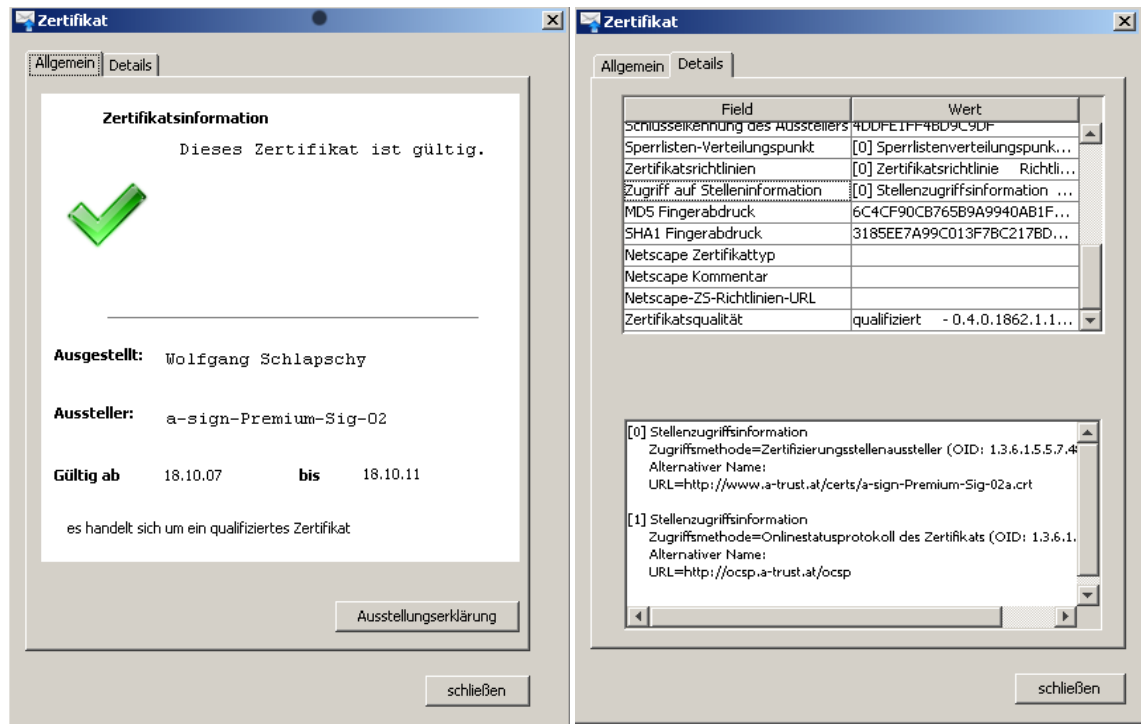 Zertifikat
Allgemein Details
Zertifikatsinformation
Dieses Zertifikat ist gültig.
Ausgestellt: Wolfgang Schlapschy
Aussteller: a-sign-Premium-Sig-02
Gültig ab 18.10.07 bis 18.10.11
es handelt sich um ein qualifiziertes Zertifikat
Ausstellungserklärung
schließen
Zertifikat
Allgemein Details
Field Wert
Schlüsselkennung des Ausstellers 4DDFE1FF4BD9C9DF
Sperrlisten-Verteilungspunkt [0] Sperrlistenverteilungspunk...
Zertifikatsrichtlinien [0] Zertifikatsrichtlinie Richtli...
Zugriff auf Stelleninformation [0] Stellenzugriffsinformation ...
MD5 Fingerabdruck 6C4CF90CB765B9A9940AB1F...
SHA1 Fingerabdruck 3185EE7A99C013F7BC217BD...
Netscape Zertifikattyp
Netscape Kommentar
Netscape-ZS-Richtlinien-URL
Zertifikatsqualität qualifiziert - 0.4.0.1862.1.1...
[0] Stellenzugriffsinformation
Zugriffsmethode=Zertifizierungsstellenaussteller (OID: 1.3.6.1.5.5.7.4
Alternativer Name:
URL=http://www.a-trust.at/certs/a-sign-Premium-Sig-02a.crt
[1] Stellenzugriffsinformation
Zugriffsmethode=Onlinestatusprotokoll des Zertifikats (OID: 1.3.6.1.
Alternativer Name:
URL=http://ocsp.a-trust.at/ocsp
schließen